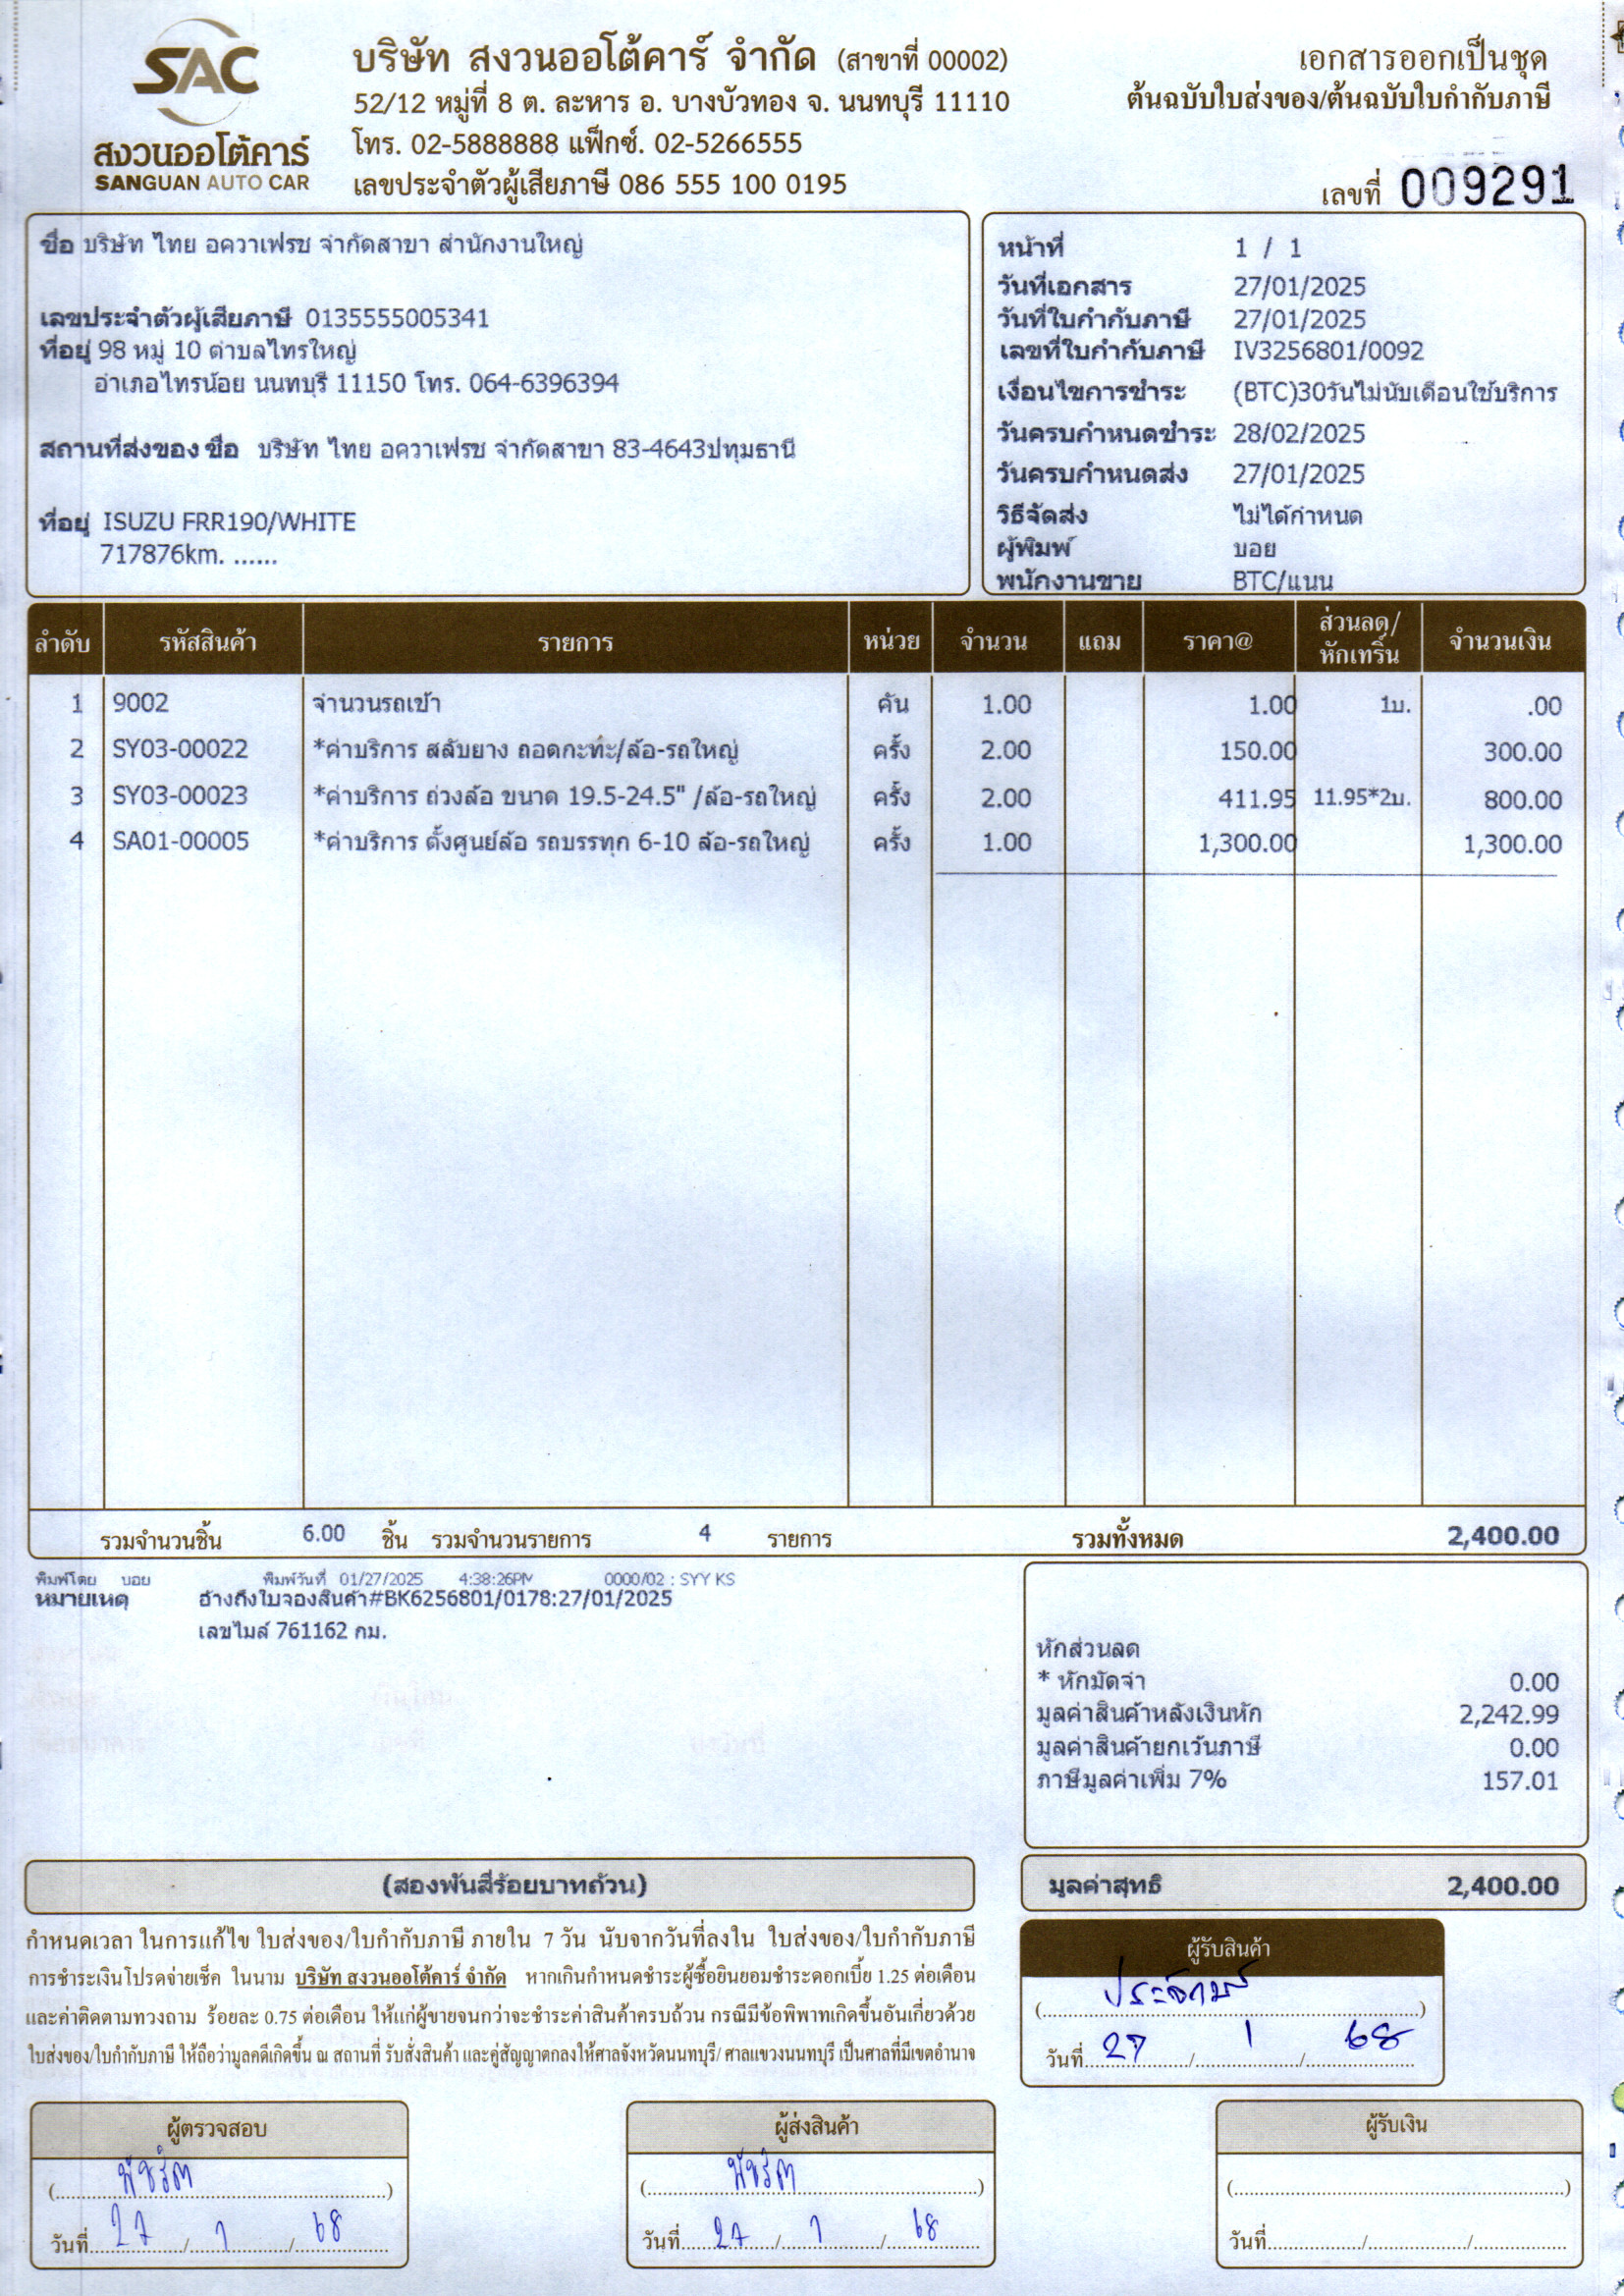 SAC
สงวนออโต้คาร์
SANGUAN AUTO CAR
บริษัท สงวนออโต้คาร์ จำกัด (สาขาที่ 00002)
52/12 หมู่ที่ 8 ต. ละหาร อ. บางบัวทอง จ. นนทบุรี 11110
โทร. 02-5888888 แฟ็กซ์. 02-5266555
เลขประจำตัวผู้เสียภาษี 086 555 100 0195
เอกสารออกเป็นชุด
ต้นฉบับใบส่งของ/ต้นฉบับใบกำกับภาษี
เลขที่ 009291
ชื่อ บริษัท ไทย อควาเฟรช จำกัดสาขา สำนักงานใหญ่
เลขประจำตัวผู้เสียภาษี 0135555005341
ที่อยู่ 98 หมู่ 10 ตำบลไทรใหญ่
อำเภอไทรน้อย นนทบุรี 11150 โทร. 064-6396394
สถานที่ส่งของ ชื่อ บริษัท ไทย อควาเฟรช จำกัดสาขา 83-4643ปทุมธานี
ที่อยู่ ISUZU FRR190/WHITE
717876km. ......
หน้าที่ 1 / 1
วันที่เอกสาร 27/01/2025
วันที่ใบกำกับภาษี 27/01/2025
เลขที่ใบกำกับภาษี IV3256801/0092
เงื่อนไขการชำระ (BTC)30วันไม่นับเดือนใช้บริการ
วันครบกำหนดชำระ 28/02/2025
วันครบกำหนดส่ง 27/01/2025
วิธีจัดส่ง ไม่ได้กำหนด
ผู้พิมพ์ บอย
พนักงานขาย BTC/แนน
ลำดับ รหัสสินค้า รายการ หน่วย จำนวน แถม ราคา@ ส่วนลด/หักเทริ์น จำนวนเงิน
1 9002 จำนวนรถเข้า คัน 1.00 1.00 1บ. .00
2 SY03-00022 *ค่าบริการ สลับยาง ถอดกะทะ/ล้อ-รถใหญ่ ครั้ง 2.00 150.00 300.00
3 SY03-00023 *ค่าบริการ ถ่วงล้อ ขนาด 19.5-24.5" /ล้อ-รถใหญ่ ครั้ง 2.00 411.95 11.95*2บ. 800.00
4 SA01-00005 *ค่าบริการ ตั้งศูนย์ล้อ รถบรรทุก 6-10 ล้อ-รถใหญ่ ครั้ง 1.00 1,300.00 1,300.00
รวมจำนวนชิ้น 6.00 ชิ้น รวมจำนวนรายการ 4 รายการ รวมทั้งหมด 2,400.00
พิมพ์โดย บอย พิมพ์วันที่ 01/27/2025 4:38:26PM 0000/02 : SYY KS
หมายเหตุ อ้างถึงใบจองสินค้า#BK6256801/0178:27/01/2025
เลขไมล์ 761162 กม.
หักส่วนลด
* หักมัดจำ 0.00
มูลค่าสินค้าหลังเงินหัก 2,242.99
มูลค่าสินค้ายกเว้นภาษี 0.00
ภาษีมูลค่าเพิ่ม 7% 157.01
(สองพันสี่ร้อยบาทถ้วน)
มูลค่าสุทธิ 2,400.00
กำหนดเวลา ในการแก้ไข ใบส่งของ/ใบกำกับภาษี ภายใน 7 วัน นับจากวันที่ลงใน ใบส่งของ/ใบกำกับภาษี
การชำระเงินโปรดจ่ายเช็ค ในนาม บริษัท สงวนออโต้คาร์ จำกัด หากเกินกำหนดชำระผู้ซื้อยินยอมชำระดอกเบี้ย 1.25 ต่อเดือน
และค่าติดตามทวงถาม ร้อยละ 0.75 ต่อเดือน ให้แก่ผู้ขายจนกว่าจะชำระค่าสินค้าครบถ้วน กรณีมีข้อพิพาทเกิดขึ้นอันเกี่ยวด้วย
ใบส่งของ/ใบกำกับภาษี ให้ถือว่ามูลคดีเกิดขึ้น ณ สถานที่ รับสั่งสินค้า และคู่สัญญาตกลงให้ศาลจังหวัดนนทบุรี/ ศาลแขวงนนทบุรี เป็นศาลที่มีเขตอำนาจ
ผู้รับสินค้า
วันที่ 27 / 1 / 68
ผู้ตรวจสอบ
วันที่ 27 / 1 / 68
ผู้ส่งสินค้า
วันที่ 27 / 1 / 68
ผู้รับเงิน
วันที่ / /